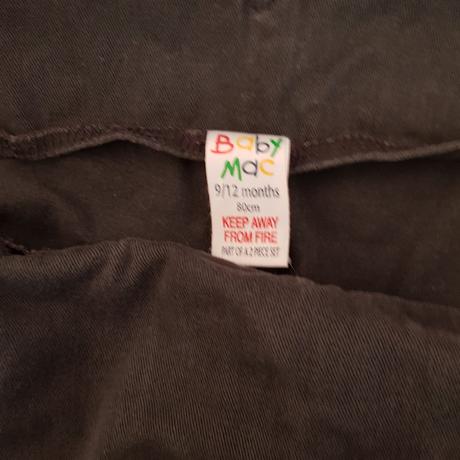 Baby
Mac
9/12 months
80cm
KEEP AWAY
FROM FIRE
PART OF A 2 PIECE SET